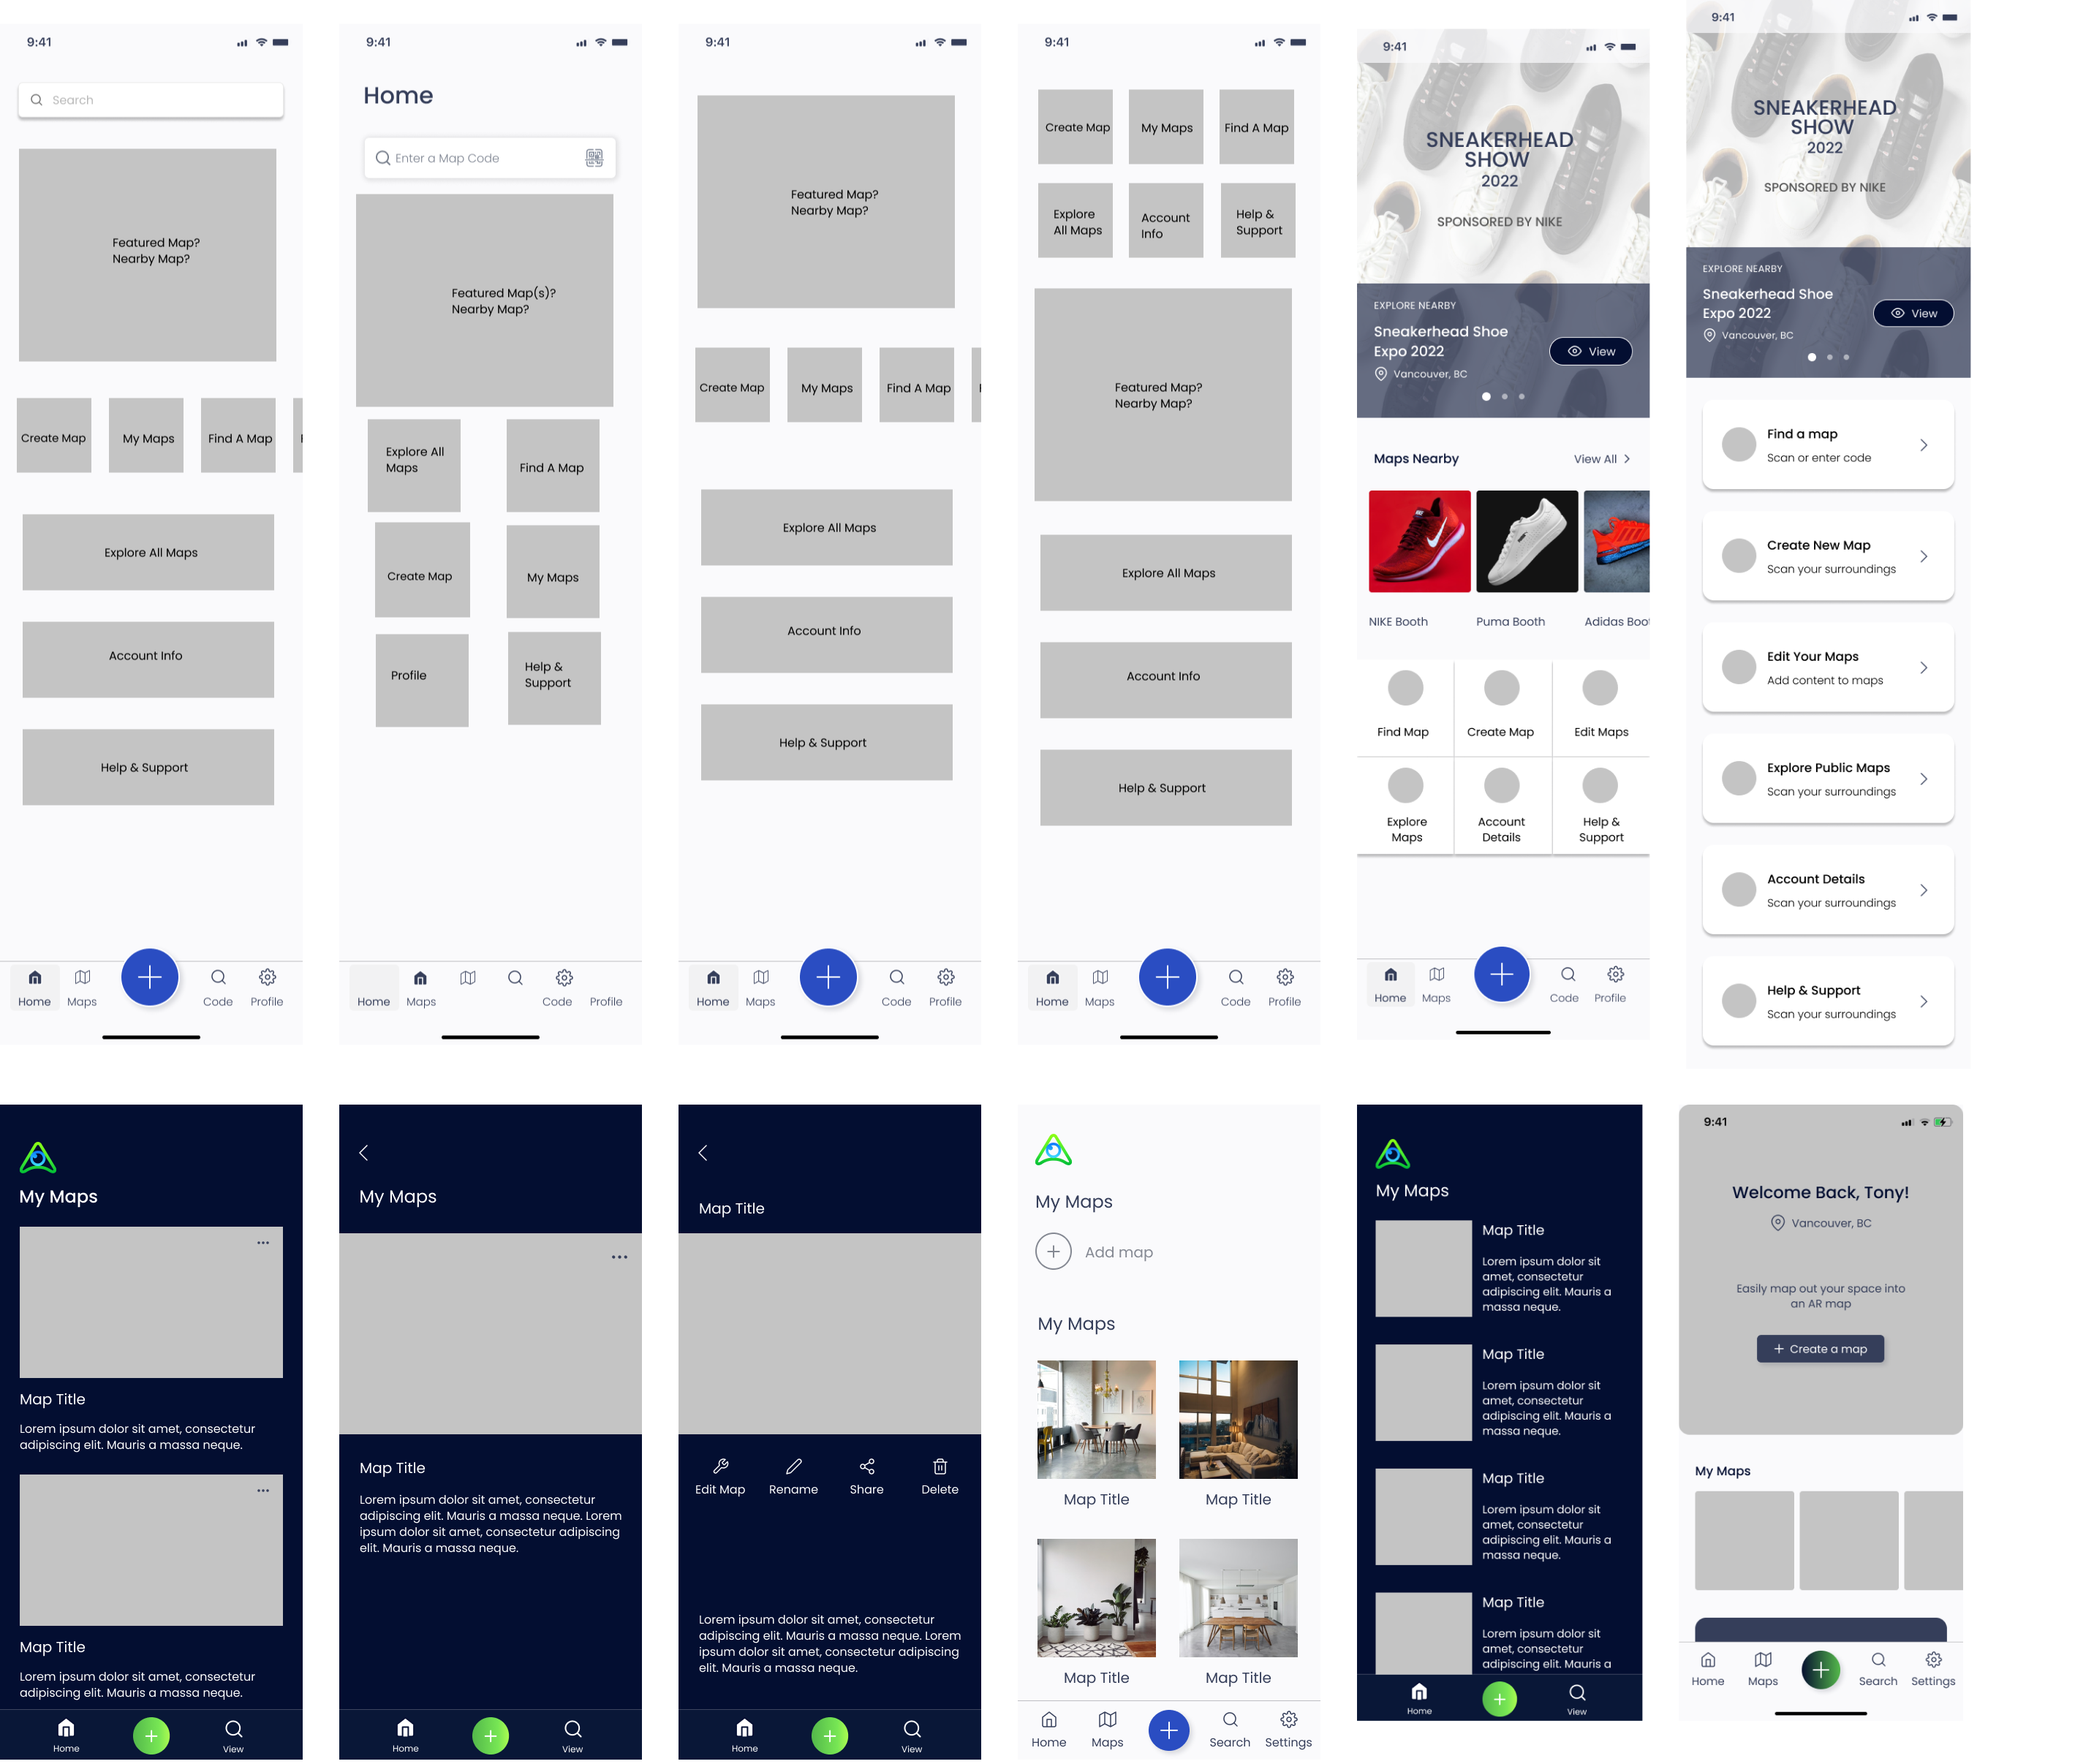 9:41
Search
Featured Map?
Nearby Map?
Create Map
My Maps
Find A Map
Explore All Maps
Account Info
Help & Support
Home
Maps
Code
Profile
9:41
Home
Enter a Map Code
Featured Map(s)?
Nearby Map?
Explore All
Maps
Find A Map
Create Map
My Maps
Profile
Help &
Support
Home
Maps
Code
Profile
9:41
Featured Map?
Nearby Map?
Create Map
My Maps
Find A Map
Explore All Maps
Account Info
Help & Support
Home
Maps
Code
Profile
9:41
Create Map
My Maps
Find A Map
Explore
All Maps
Account
Info
Help &
Support
Featured Map?
Nearby Map?
Explore All Maps
Account Info
Help & Support
Home
Maps
Code
Profile
9:41
SNEAKERHEAD
SHOW
2022
SPONSORED BY NIKE
EXPLORE NEARBY
Sneakerhead Shoe
Expo 2022
View
Vancouver, BC
Maps Nearby
View All
NIKE Booth
Puma Booth
Adidas Boot
Find Map
Create Map
Edit Maps
Explore
Maps
Account
Details
Help &
Support
Home
Maps
Code
Profile
9:41
SNEAKERHEAD
SHOW
2022
SPONSORED BY NIKE
EXPLORE NEARBY
Sneakerhead Shoe
Expo 2022
View
Vancouver, BC
Find a map
Scan or enter code
Create New Map
Scan your surroundings
Edit Your Maps
Add content to maps
Explore Public Maps
Scan your surroundings
Account Details
Scan your surroundings
Help & Support
Scan your surroundings
My Maps
Map Title
Lorem ipsum dolor sit amet, consectetur
adipiscing elit. Mauris a massa neque.
Map Title
Lorem ipsum dolor sit amet, consectetur
adipiscing elit. Mauris a massa neque.
Home
View
My Maps
Map Title
Lorem ipsum dolor sit amet, consectetur
adipiscing elit. Mauris a massa neque. Lorem
ipsum dolor sit amet, consectetur adipiscing
elit. Mauris a massa neque.
Home
View
Map Title
Edit Map
Rename
Share
Delete
Lorem ipsum dolor sit amet, consectetur
adipiscing elit. Mauris a massa neque. Lorem
ipsum dolor sit amet, consectetur adipiscing
elit. Mauris a massa neque.
Home
View
My Maps
Add map
My Maps
Map Title
Map Title
Map Title
Map Title
Home
Maps
Search
Settings
My Maps
Map Title
Lorem ipsum dolor sit
amet, consectetur
adipiscing elit. Mauris a
massa neque.
Map Title
Lorem ipsum dolor sit
amet, consectetur
adipiscing elit. Mauris a
massa neque.
Map Title
Lorem ipsum dolor sit
amet, consectetur
adipiscing elit. Mauris a
massa neque.
Map Title
Lorem ipsum dolor sit
amet, consectetur
adipiscing elit. Mauris a
Home
View
9:41
Welcome Back, Tony!
Vancouver, BC
Easily map out your space into
an AR map
Create a map
My Maps
Home
Maps
Search
Settings